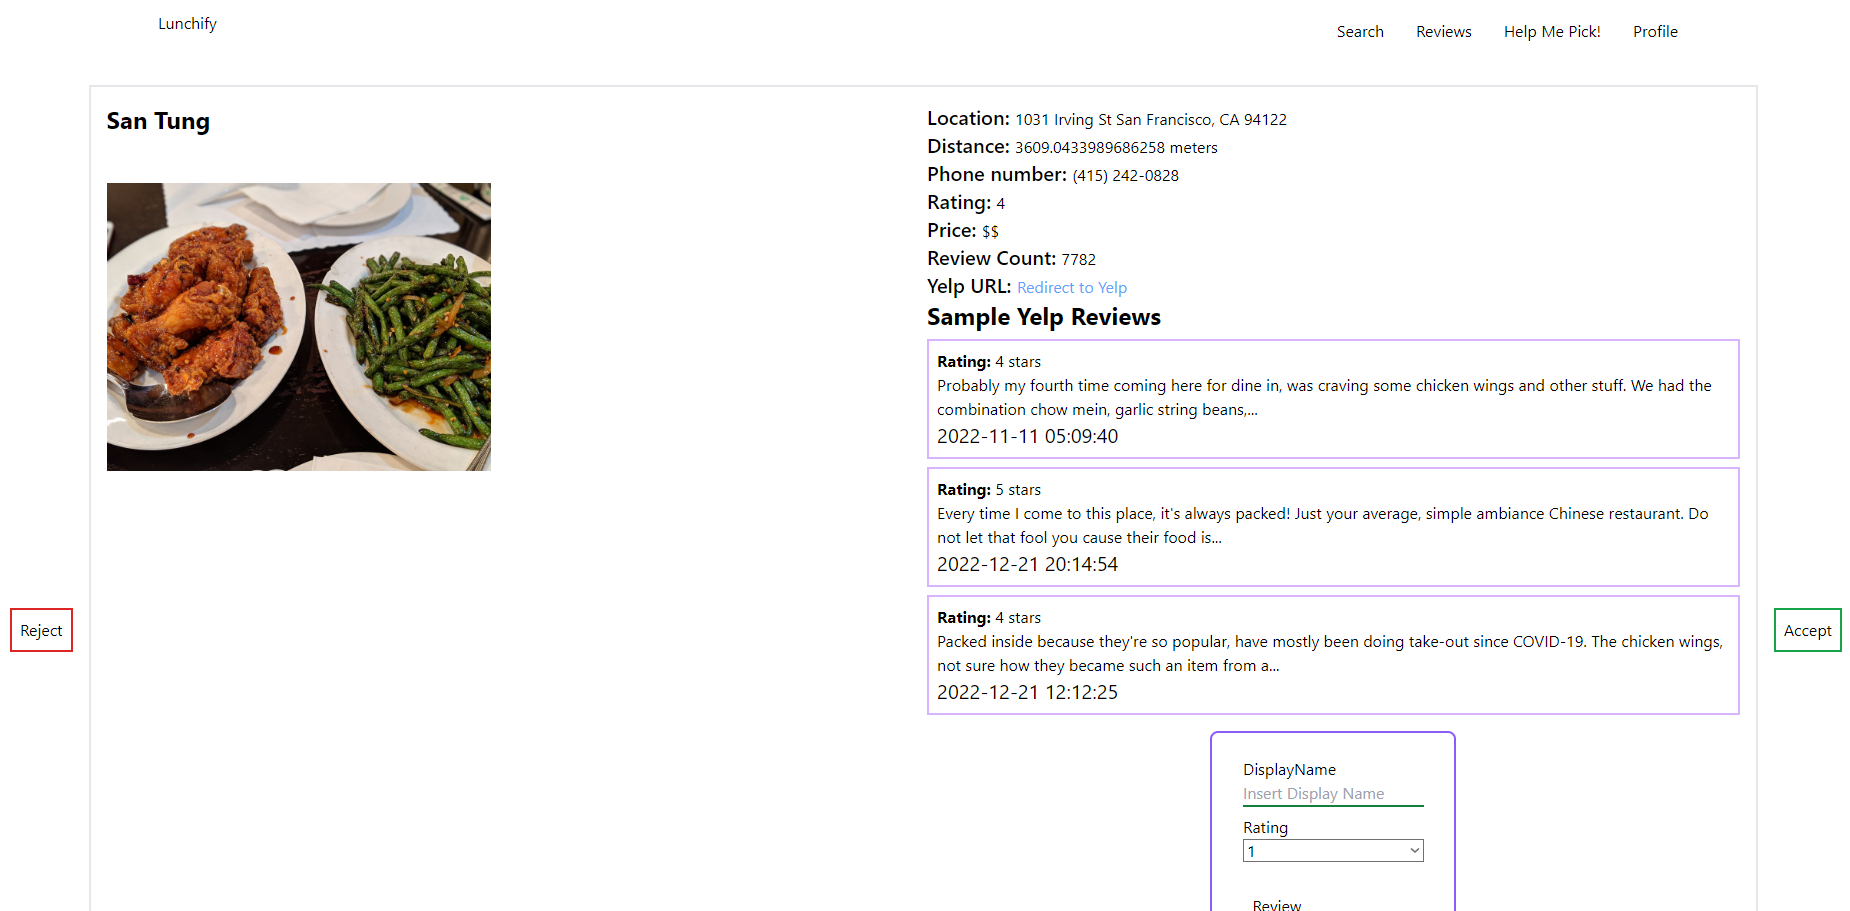 Lunchify
Search Reviews Help Me Pick! Profile
San Tung
Location: 1031 Irving St San Francisco, CA 94122
Distance: 3609.0433989686258 meters
Phone number: (415) 242-0828
Rating: 4
Price: $$
Review Count: 7782
Yelp URL: Redirect to Yelp
Sample Yelp Reviews
Rating: 4 stars
Probably my fourth time coming here for dine in, was craving some chicken wings and other stuff. We had the
combination chow mein, garlic string beans,...
2022-11-11 05:09:40
Rating: 5 stars
Every time I come to this place, it's always packed! Just your average, simple ambiance Chinese restaurant. Do
not let that fool you cause their food is...
2022-12-21 20:14:54
Rating: 4 stars
Packed inside because they're so popular, have mostly been doing take-out since COVID-19. The chicken wings,
not sure how they became such an item from a...
2022-12-21 12:12:25
Reject
Accept
DisplayName
Insert Display Name
Rating
1
Review